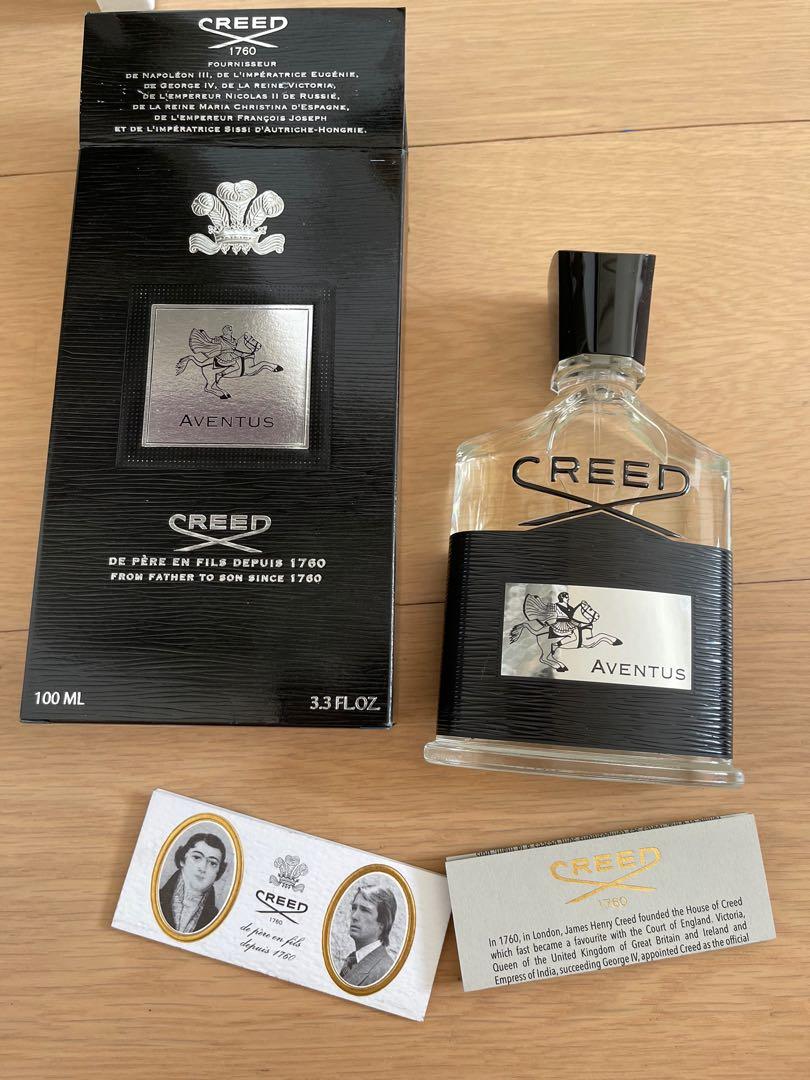 CREED
1760
FOURNISSEUR
DE NAPOLÉON III, DE L'IMPÉRATRICE EUGÉNIE,
DE GEORGE IV, DE LA REINE VICTORIA,
DE L'EMPEREUR NICOLAS II DE RUSSIE,
DE LA REINE MARIA CHRISTINA D'ESPAGNE,
DE L'EMPEREUR FRANÇOIS JOSEPH
ET DE L'IMPÉRATRICE SISSI D'AUTRICHE-HONGRIE.
AVENTUS
CREED
DE PÈRE EN FILS DEPUIS 1760
FROM FATHER TO SON SINCE 1760
100 ML
3.3 FL.OZ.
CREED
AVENTUS
CREED
1760
de père en fils
depuis 1760
CREED
1760
In 1760, in London, James Henry Creed founded the House of Creed
which fast became a favourite with the Court of England. Victoria,
Queen of the United Kingdom of Great Britain and Ireland and
Empress of India, succeeding George IV, appointed Creed as the official